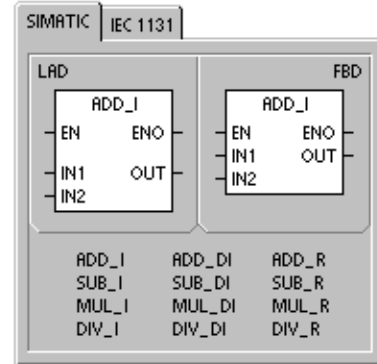 SIMATIC IEC 1131
LAD FBD
ADD_I ADD_I
EN ENO EN ENO
IN1 OUT IN1 OUT
IN2 IN2
ADD_I ADD_DI ADD_R
SUB_I SUB_DI SUB_R
MUL_I MUL_DI MUL_R
DIV_I DIV_DI DIV_R